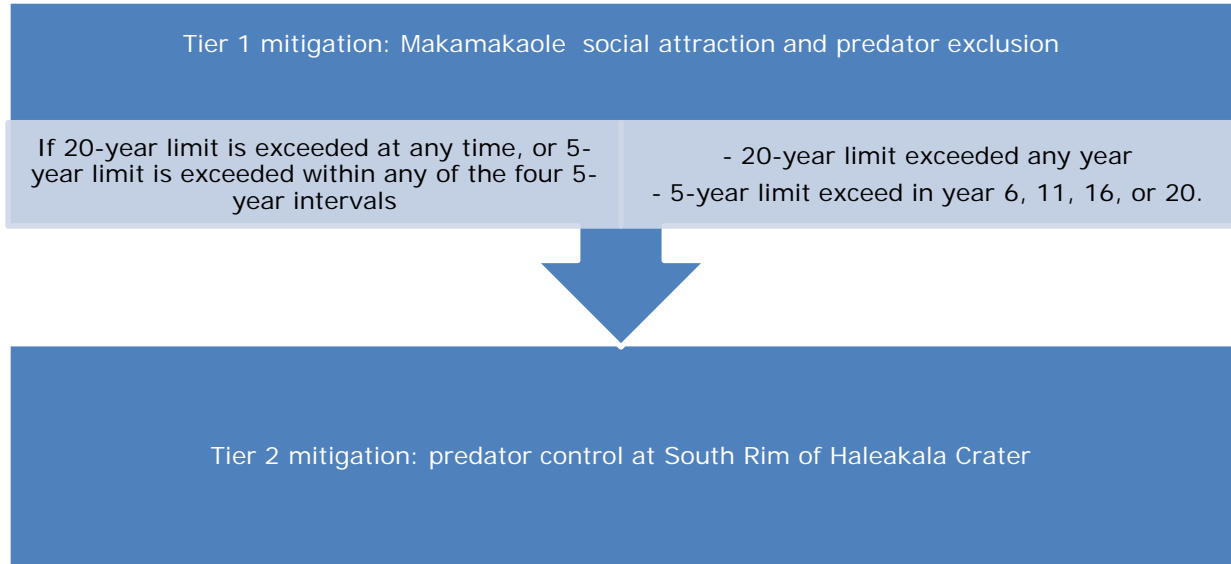 Tier 1 mitigation: Makamakaole  social attraction and predator exclusion
If 20-year limit is exceeded at any time, or 5-
year limit is exceeded within any of the four 5-
year intervals
- 20-year limit exceeded any year
- 5-year limit exceed in year 6, 11, 16, or 20.
Tier 2 mitigation: predator control at South Rim of Haleakala Crater